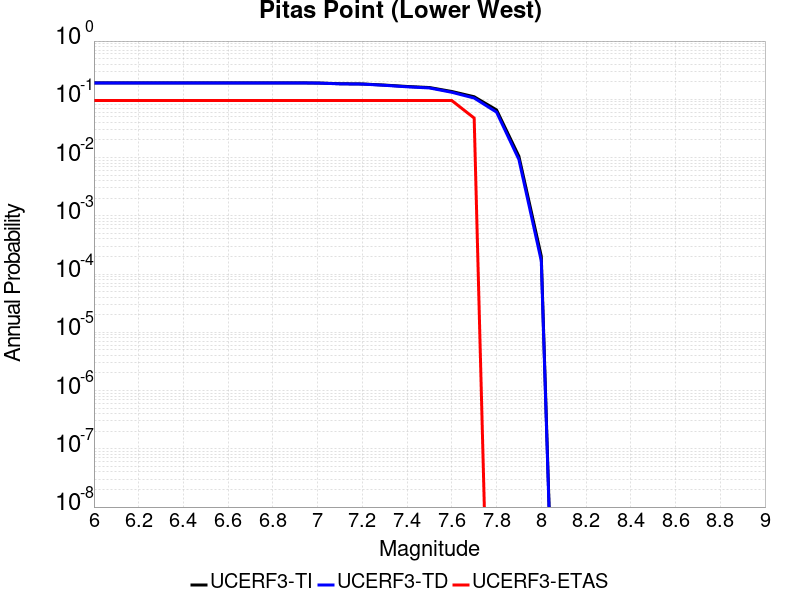 Pitas Point (Lower West)
10^0
10^-1
10^-2
10^-3
10^-4
10^-5
10^-6
10^-7
10^-8
Annual Probability
6 6.2 6.4 6.6 6.8 7 7.2 7.4 7.6 7.8 8 8.2 8.4 8.6 8.8 9
Magnitude
UCERF3-TI UCERF3-TD UCERF3-ETAS